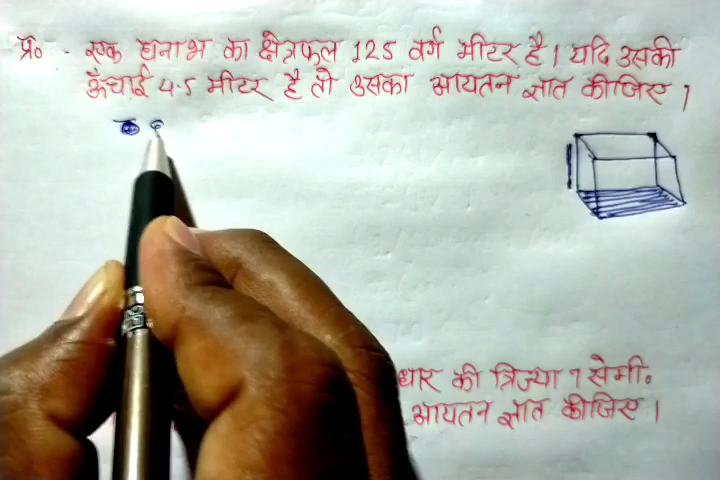 प्र० - एक घनाभ का क्षेत्रफल 125 वर्ग मीटर है। यदि उसकी
ऊँचाई 4.5 मीटर है तो उसका आयतन ज्ञात कीजिए।
धार की त्रिज्या 7 सेमी०
आयतन ज्ञात कीजिए।